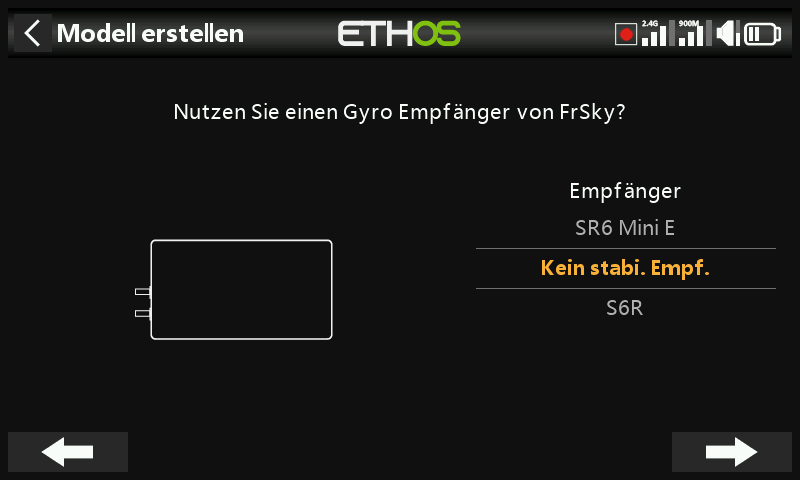 Modell erstellen
ETHOS
2.4G
900M
Nutzen Sie einen Gyro Empfänger von FrSky?
Empfänger
SR6 Mini E
Kein stabi. Empf.
S6R